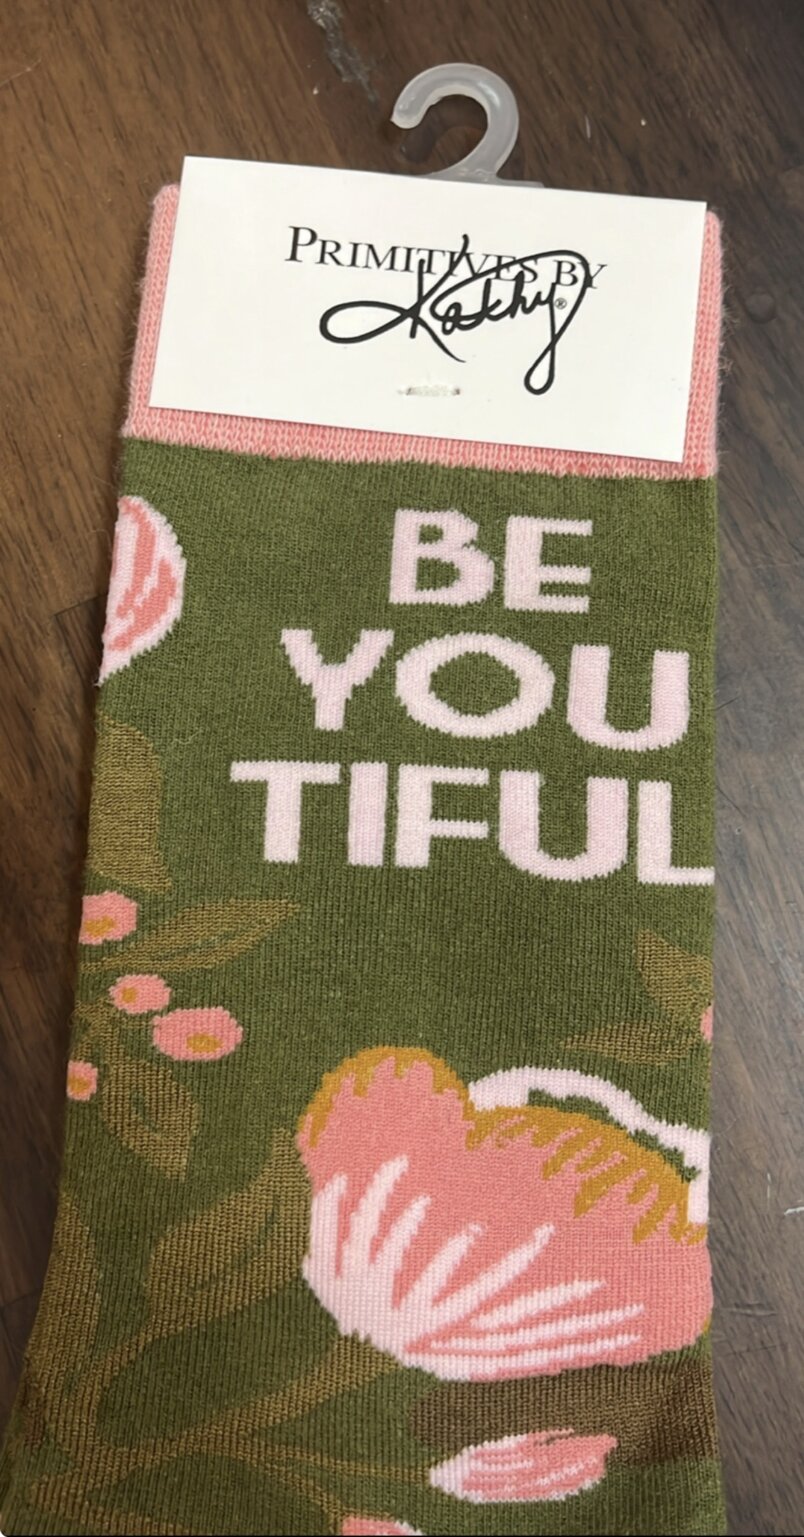 PRIMITIVES BY
Kathy®
BE
YOU
TIFUL